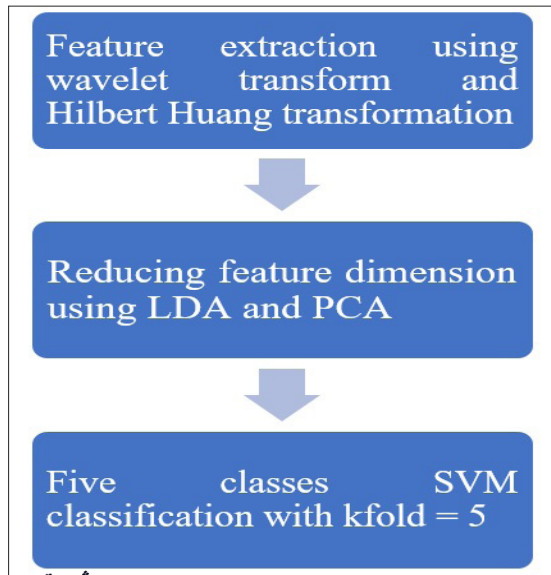 Feature extraction using
wavelet transform and
Hilbert Huang transformation
Reducing feature dimension
using LDA and PCA
Five classes SVM
classification with kfold = 5